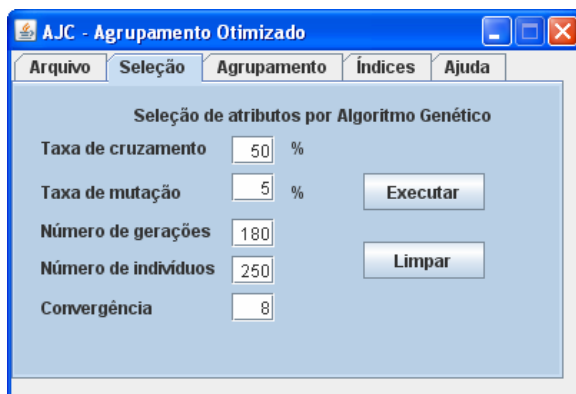 AJC - Agrupamento Otimizado
Arquivo Seleção Agrupamento Índices Ajuda
Seleção de atributos por Algoritmo Genético
Taxa de cruzamento 50 %
Taxa de mutação 5 %
Executar
Número de gerações 180
Número de indivíduos 250
Limpar
Convergência 8